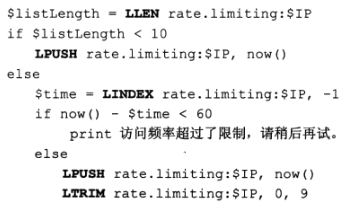 $listLength = LLEN rate.limiting:$IP
if $listLength < 10
    LPUSH rate.limiting:$IP, now()
else
    $time = LINDEX rate.limiting:$IP, -1
    if now() - $time < 60
        print 访问频率超过了限制，请稍后再试。
    else
        LPUSH rate.limiting:$IP, now()
        LTRIM rate.limiting:$IP, 0, 9